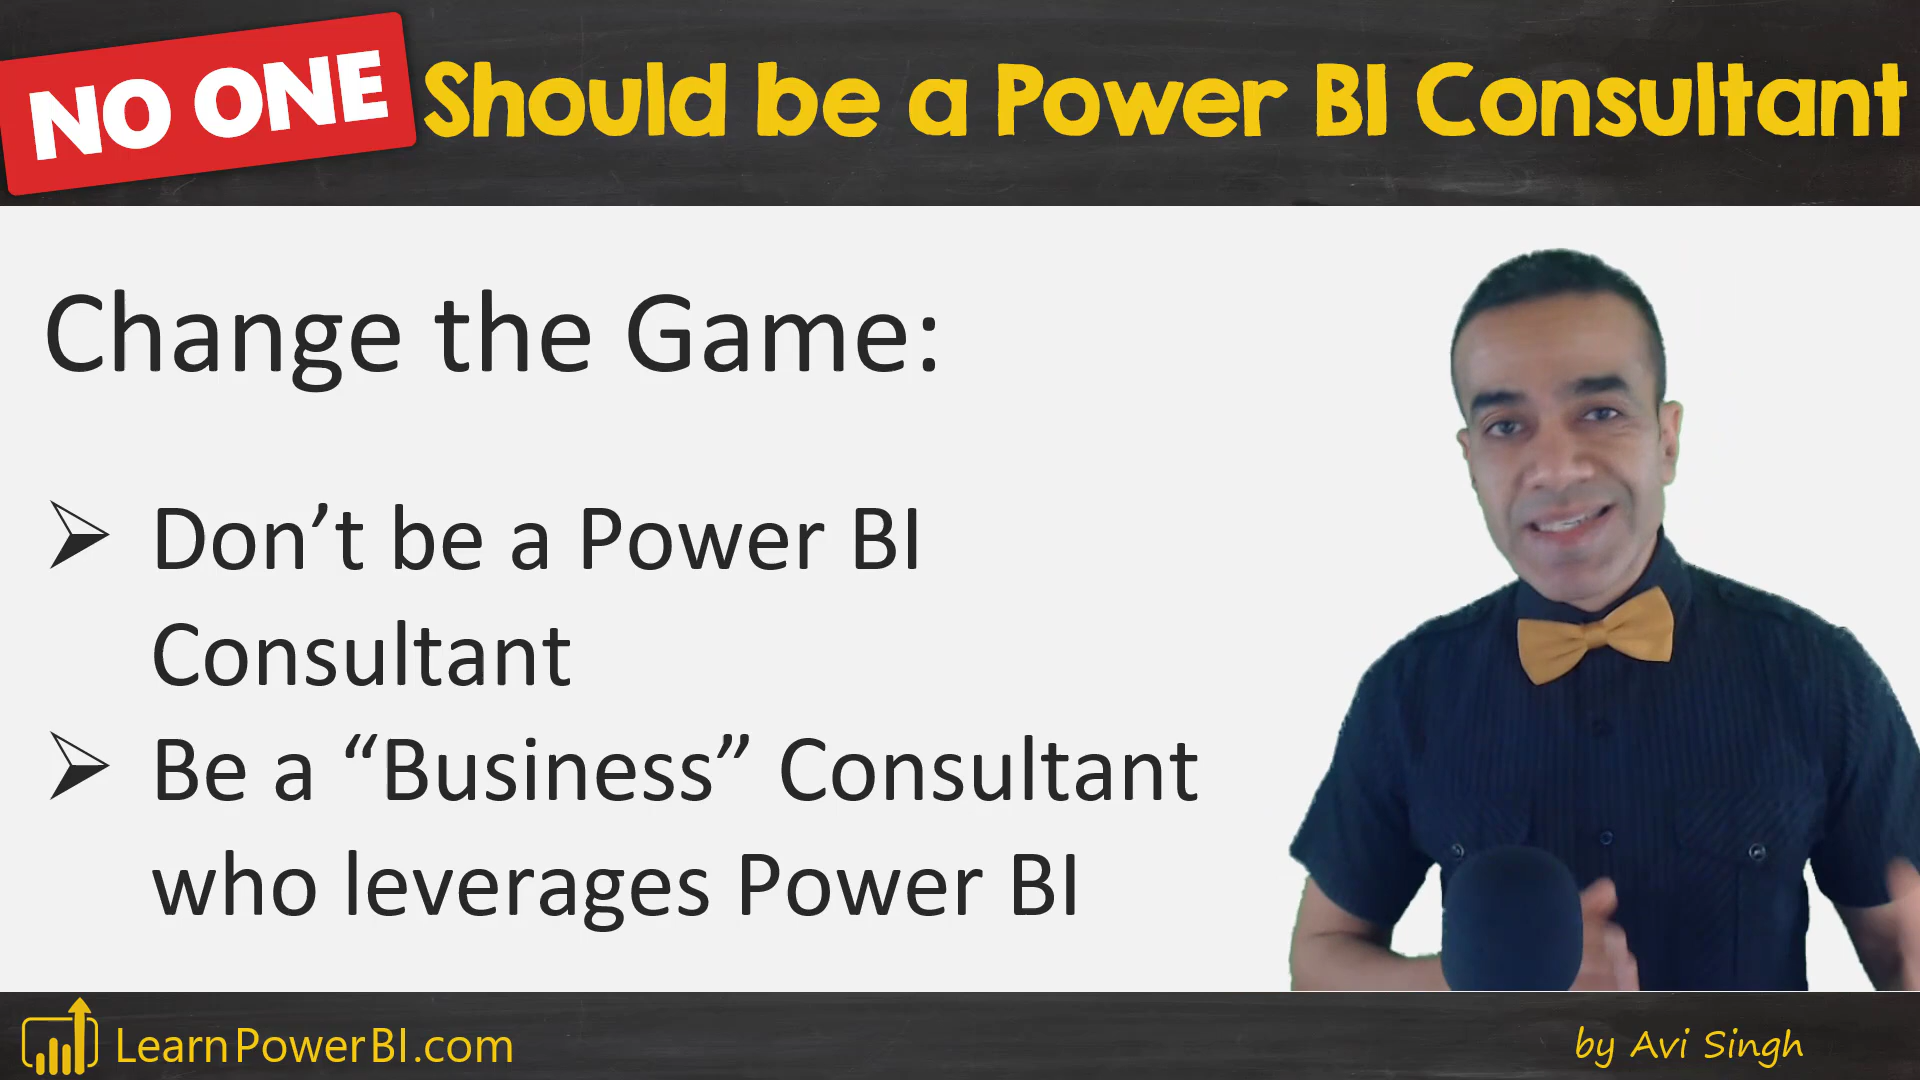 NO ONE Should be a Power BI Consultant
Change the Game:
➢ Don’t be a Power BI
Consultant
➢ Be a “Business” Consultant
who leverages Power BI
LearnPowerBI.com
by Avi Singh